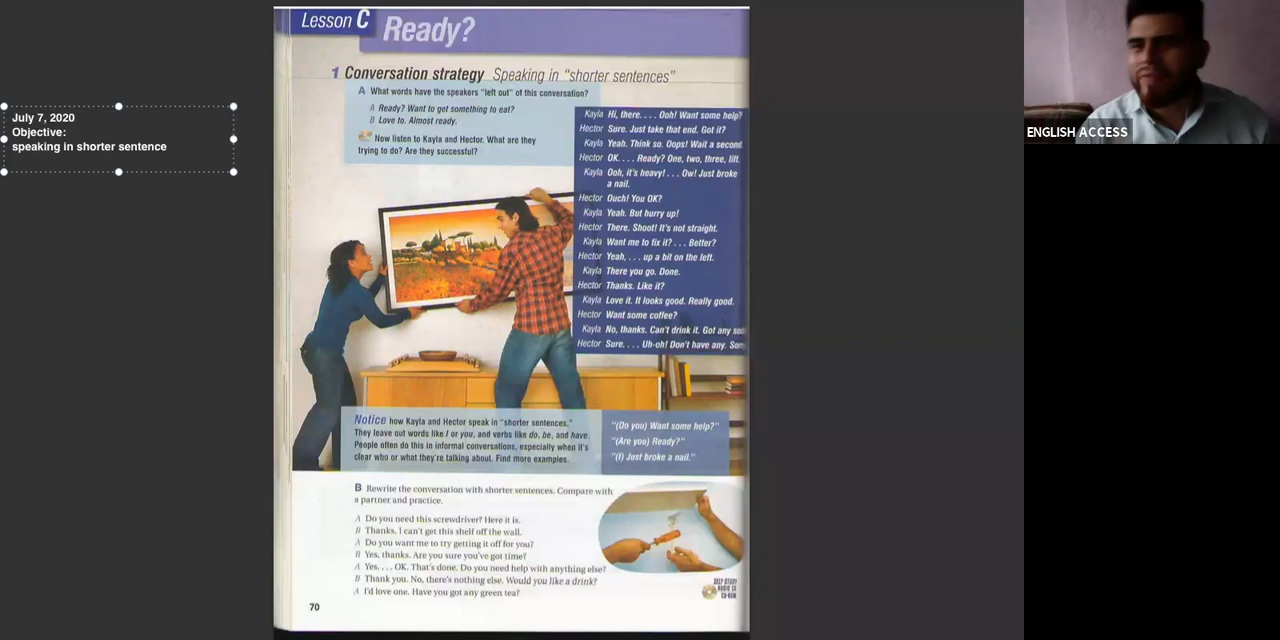 Lesson C
Ready?
1 Conversation strategy Speaking in "shorter sentences"
A What words have the speakers "left out" of this conversation?
A Ready? Want to get something to eat?
B Love to. Almost ready.
Now listen to Kayla and Hector. What are they
trying to do? Are they successful?
Kayla Hi, there. . . . Ooh! Want some help?
Hector Sure. Just take that end. Got it?
Kayla Yeah. Think so. Oops! Wait a second
Hector OK. . . . Ready? One, two, three, lift.
Kayla Ooh, it's heavy! . . . Ow! Just broke
a nail.
Hector Ouch! You OK?
Kayla Yeah. But hurry up!
Hector There. Shoot! It's not straight.
Kayla Want me to fix it? . . . Better?
Hector Yeah, . . . up a bit on the left.
Kayla There you go. Done.
Hector Thanks. Like it?
Kayla Love it. It looks good. Really good.
Hector Want some coffee?
Kayla No, thanks. Can't drink it. Got any
Hector Sure. . . . Uh-oh! Don't have any.
Notice how Kayla and Hector speak in "shorter sentences."
They leave out words like I or you, and verbs like do, be, and have.
People often do this in informal conversations, especially when it's
clear who or what they're talking about. Find more examples.
"(Do you) Want some help?"
"(Are you) Ready?"
"(I) Just broke a nail."
B Rewrite the conversation with shorter sentences. Compare with
a partner and practice.
A Do you need this screwdriver? Here it is.
B Thanks. I can't get this shelf off the wall.
A Do you want me to try getting it off for you?
B Yes, thanks. Are you sure you've got time?
A Yes. . . . OK. That's done. Do you need help with anything else?
B Thank you. No, there's nothing else. Would you like a drink?
A I'd love one. Have you got any green tea?
SELF-STUDY
AUDIO CD
CD-ROM
70
July 7, 2020
Objective:
speaking in shorter sentence
ENGLISH ACCESS